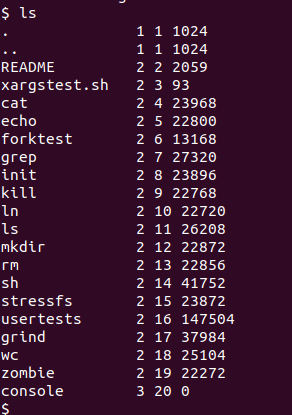 $ ls
. 1 1 1024
.. 1 1 1024
README 2 2 2059
xargstest.sh 2 3 93
cat 2 4 23968
echo 2 5 22800
forktest 2 6 13168
grep 2 7 27320
init 2 8 23896
kill 2 9 22768
ln 2 10 22720
ls 2 11 26208
mkdir 2 12 22872
rm 2 13 22856
sh 2 14 41752
stressfs 2 15 23872
usertests 2 16 147504
grind 2 17 37984
wc 2 18 25104
zombie 2 19 22272
console 3 20 0
$